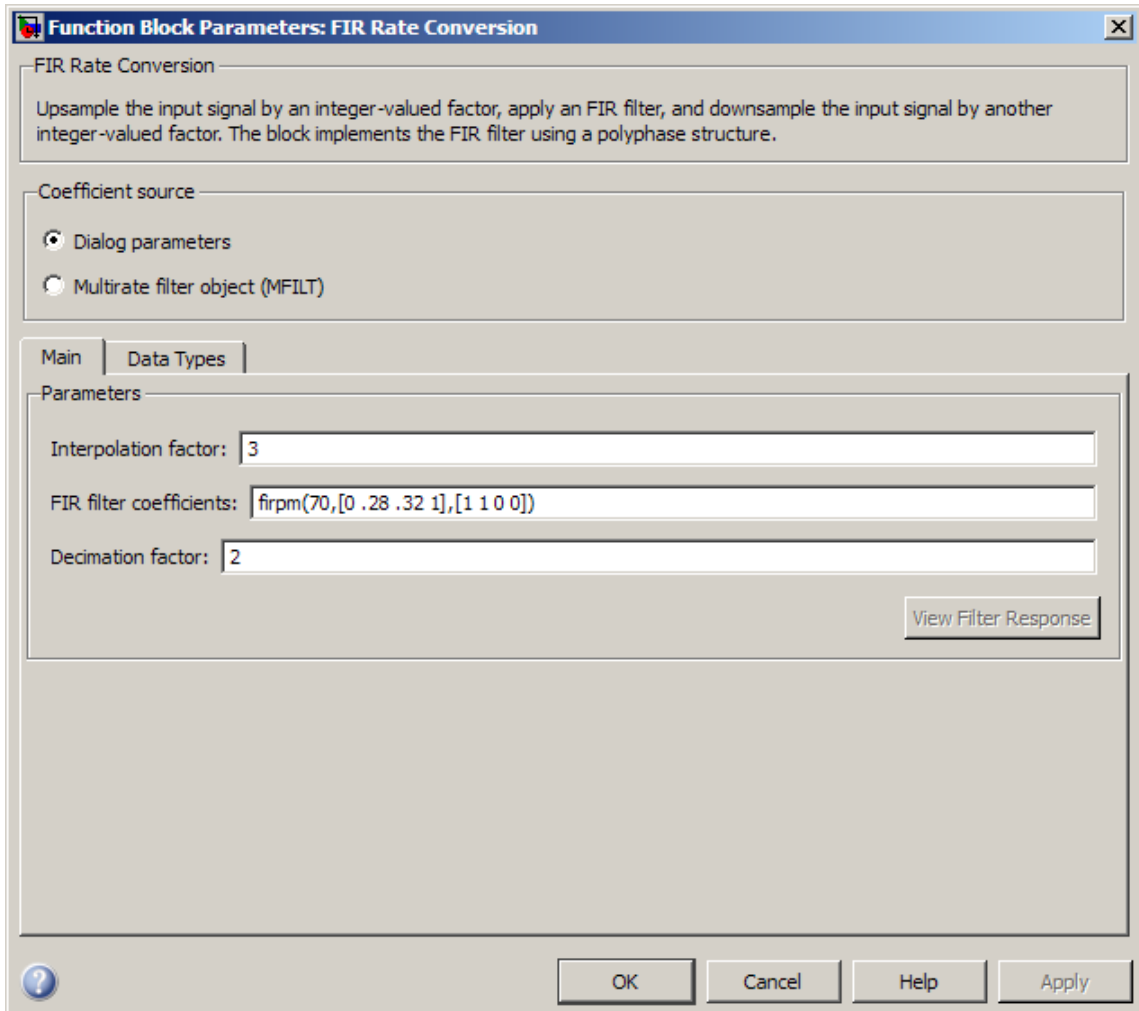 Function Block Parameters: FIR Rate Conversion
FIR Rate Conversion
Upsample the input signal by an integer-valued factor, apply an FIR filter, and downsample the input signal by another
integer-valued factor. The block implements the FIR filter using a polyphase structure.
Coefficient source
Dialog parameters
Multirate filter object (MFILT)
Main Data Types
Parameters
Interpolation factor: 3
FIR filter coefficients: firpm(70,[0 .28 .32 1],[1 1 0 0])
Decimation factor: 2
View Filter Response
? OK Cancel Help Apply